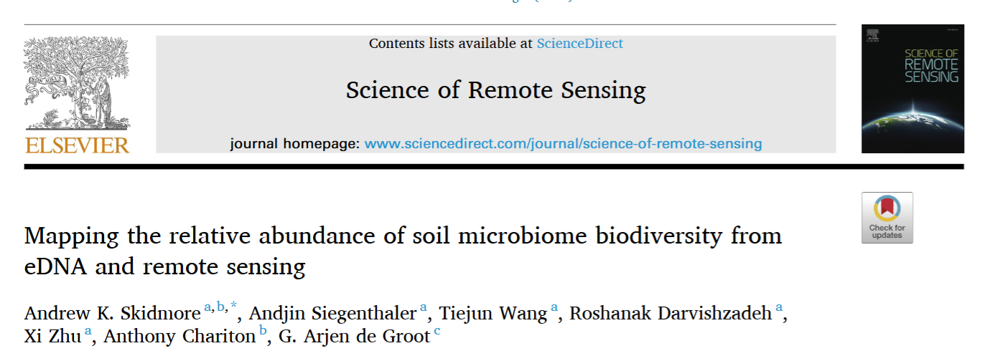 Contents lists available at ScienceDirect
Science of Remote Sensing
journal homepage: www.sciencedirect.com/journal/science-of-remote-sensing
ELSEVIER
SCIENCE OF
REMOTE
SENSING
Check for
updates
Mapping the relative abundance of soil microbiome biodiversity from
eDNA and remote sensing
Andrew K. Skidmore a,b,*, Andjin Siegenthaler a, Tiejun Wang a, Roshanak Darvishzadeh a,
Xi Zhu a, Anthony Chariton b, G. Arjen de Groot c